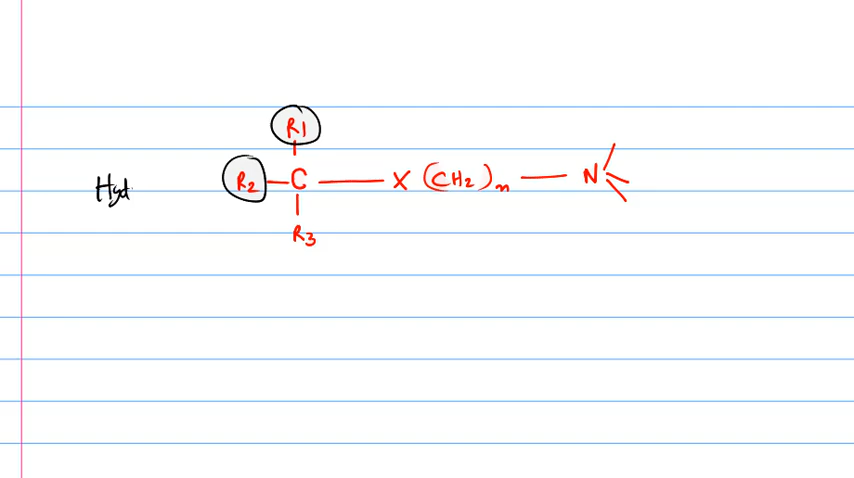 R1
Hyd R2 — C — X (CH2)n — N
R3